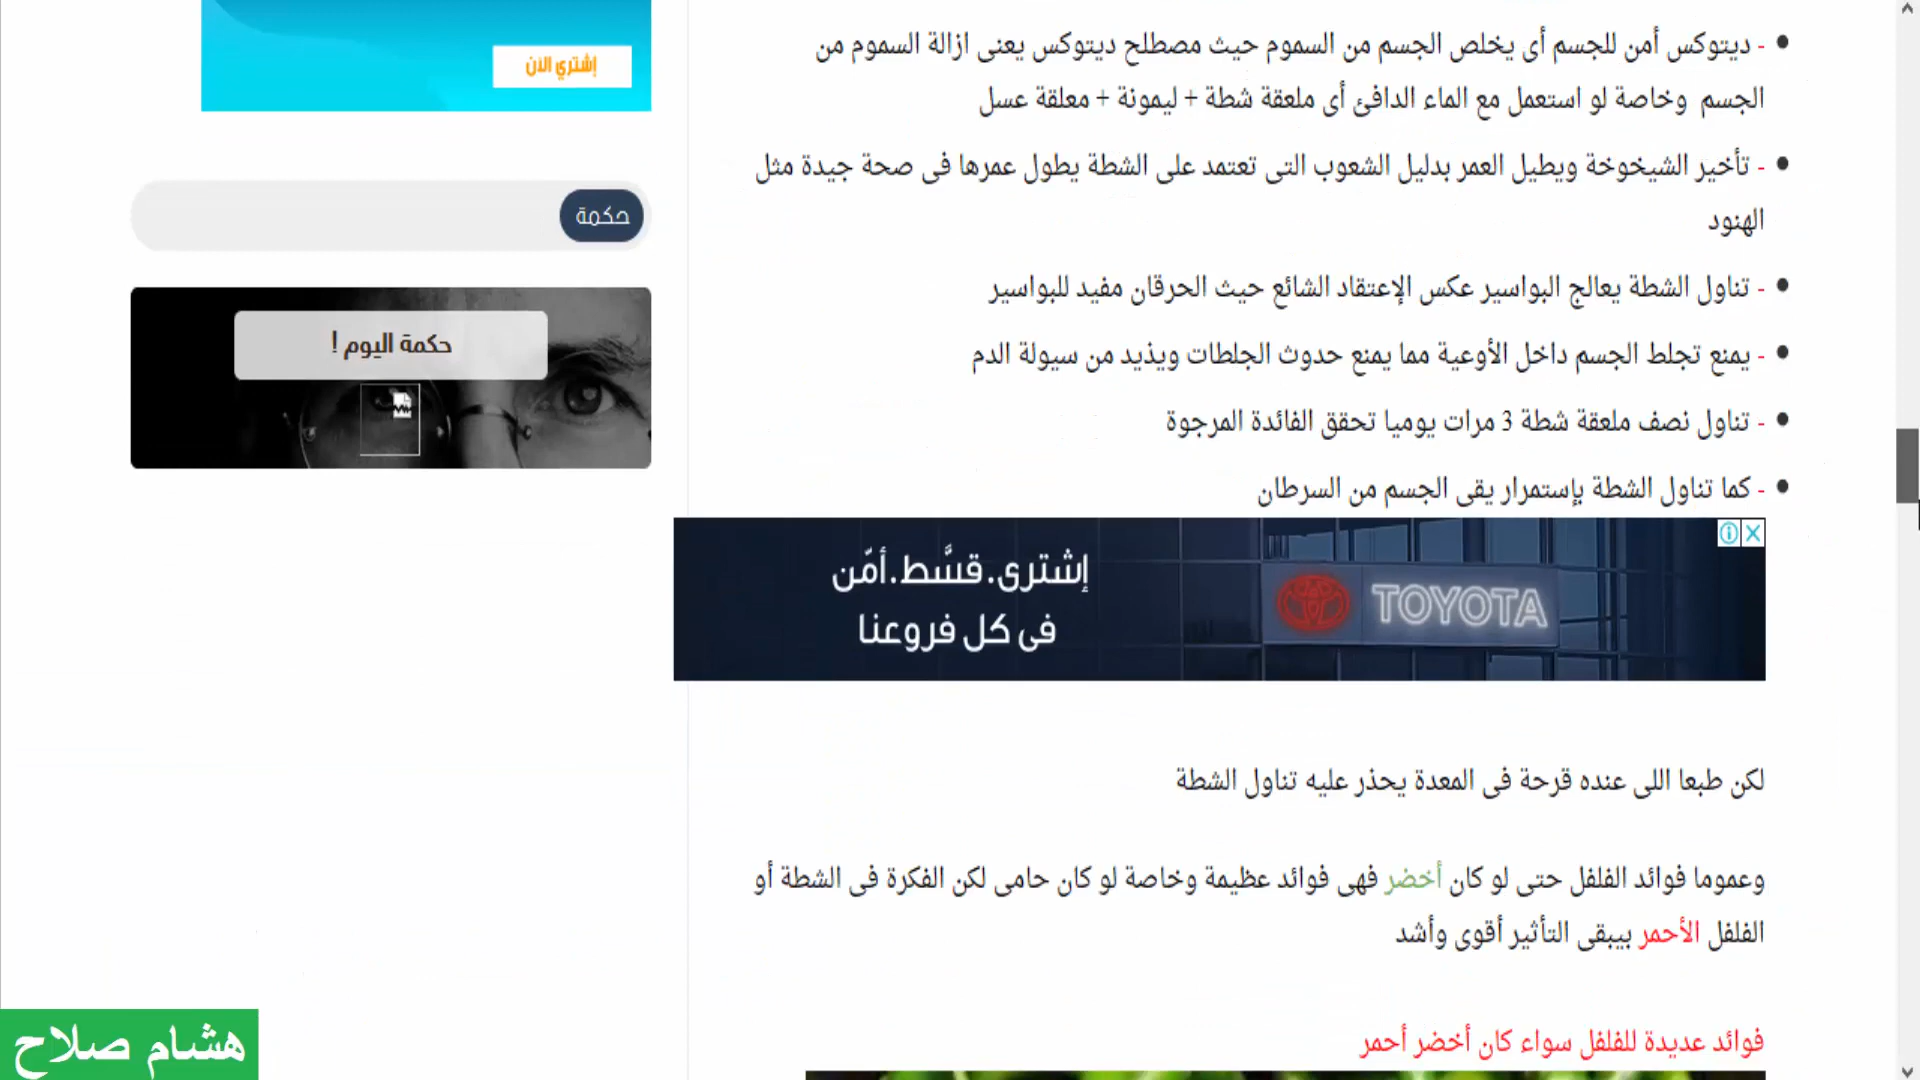 - ديتوكس أمن للجسم أى يخلص الجسم من السموم حيث مصطلح ديتوكس يعنى ازالة السموم من
الجسم وخاصة لو استعمل مع الماء الدافئ أى ملعقة شطة + ليمونة + معلقة عسل
- تأخير الشيخوخة ويطيل العمر بدليل الشعوب التى تعتمد على الشطة يطول عمرها فى صحة جيدة مثل
الهنود
- تناول الشطة يعالج البواسير عكس الإعتقاد الشائع حيث الحرقان مفيد للبواسير
- يمنع تجلط الجسم داخل الأوعية مما يمنع حدوث الجلطات ويذيد من سيولة الدم
- تناول نصف ملعقة شطة 3 مرات يوميا تحقق الفائدة المرجوة
- كما تناول الشطة بإستمرار يقى الجسم من السرطان
إشترى.قسَّط.أمّن
فى كل فروعنا
TOYOTA
لكن طبعا اللى عنده قرحة فى المعدة يحذر عليه تناول الشطة
وعموما فوائد الفلفل حتى لو كان أخضر فهى فوائد عظيمة وخاصة لو كان حامى لكن الفكرة فى الشطة أو
الفلفل الأحمر بيبقى التأثير أقوى وأشد
فوائد عديدة للفلفل سواء كان أخضر أحمر
إشتري الآن
حكمة
حكمة اليوم !
هشام صلاح